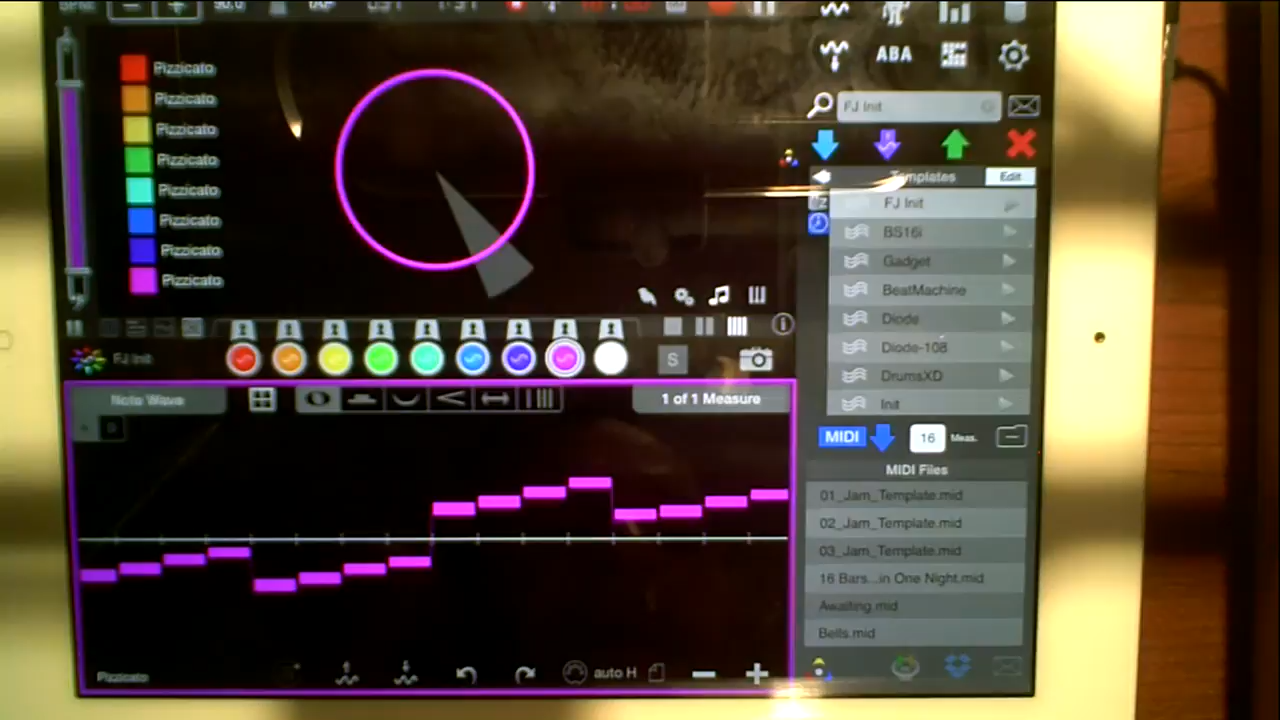 Pizzicato
Pizzicato
Pizzicato
Pizzicato
Pizzicato
Pizzicato
Pizzicato
Pizzicato
ABA
FJ Init
Templates
Edit
FJ Init
BS16i
Gadget
BeatMachine
Diode
Diode-108
DrumsXD
Init
FJ Init
S
Note Wave
1 of 1 Measure
MIDI
16
Meas.
MIDI Files
01_Jam_Template.mid
02_Jam_Template.mid
03_Jam_Template.mid
16 Bars...in One Night.mid
Awaiting.mid
Bells.mid
Pizzicato
auto H